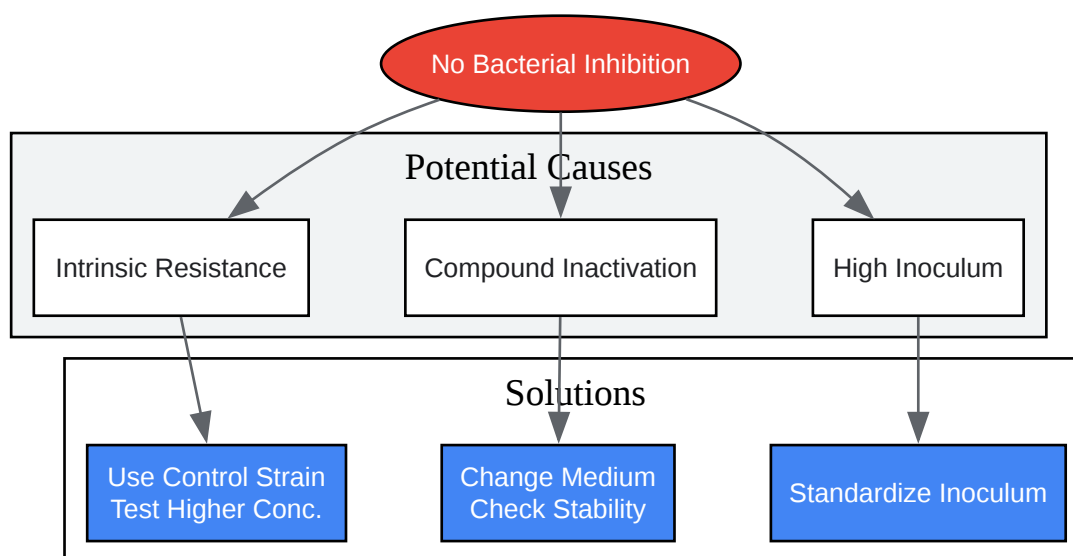 No Bacterial Inhibition
Potential Causes
Intrinsic Resistance
Compound Inactivation
High Inoculum
Solutions
Use Control Strain
Test Higher Conc.
Change Medium
Check Stability
Standardize Inoculum